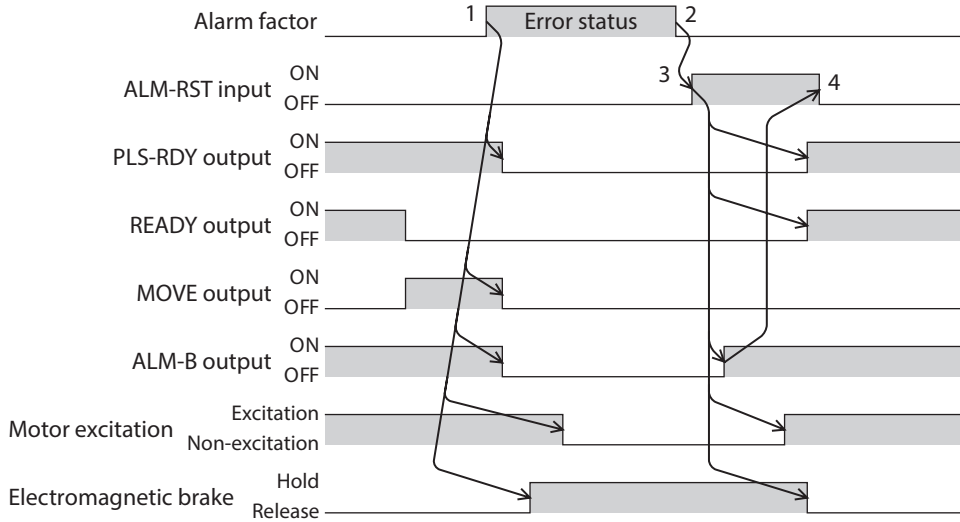 Alarm factor 1 Error status 2
ALM-RST input ON OFF 3 4
PLS-RDY output ON OFF
READY output ON OFF
MOVE output ON OFF
ALM-B output ON OFF
Motor excitation Excitation Non-excitation
Electromagnetic brake Hold Release